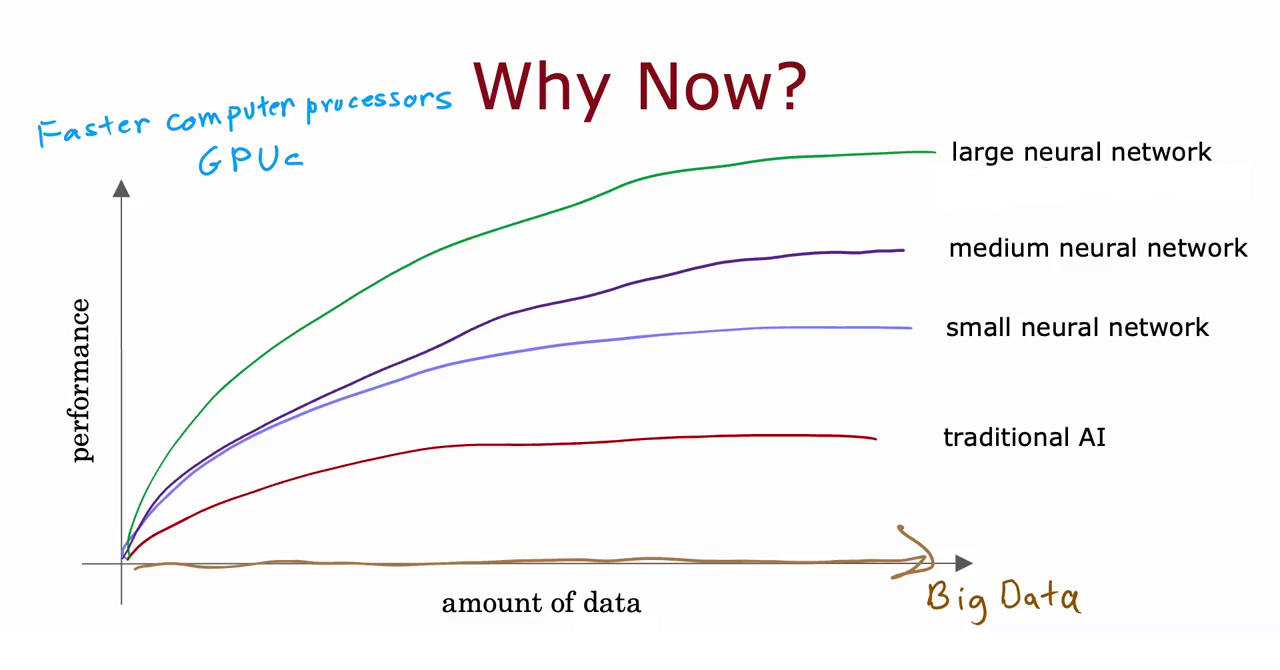 Why Now?
Faster computer processors
GPUs
large neural network
medium neural network
small neural network
traditional AI
performance
amount of data
Big Data